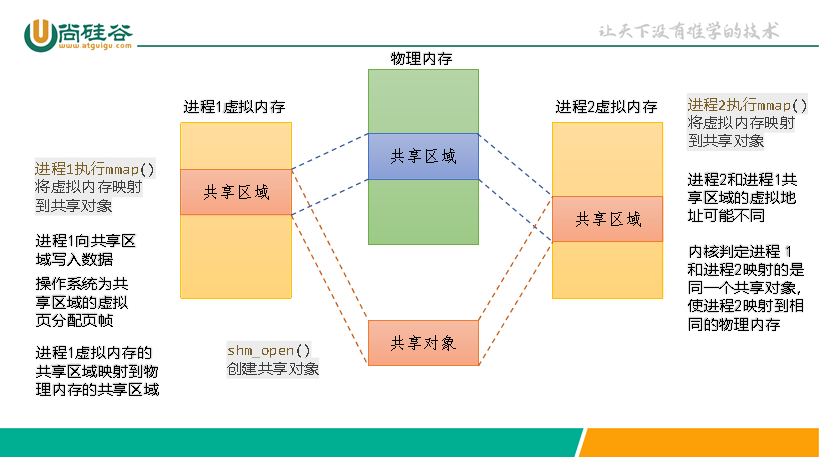 尚硅谷
www.atguigu.com
让天下没有难学的技术
物理内存
进程1虚拟内存
进程2虚拟内存
共享区域
共享区域
共享区域
共享对象
进程1执行mmap()
将虚拟内存映射
到共享对象
进程1向共享区
域写入数据
操作系统为共
享区域的虚拟
页分配页帧
进程1虚拟内存的
共享区域映射到物
理内存的共享区域
shm_open()
创建共享对象
进程2执行mmap()
将虚拟内存映射
到共享对象
进程2和进程1共
享区域的虚拟地
址可能不同
内核判定进程 1
和进程2映射的是
同一个共享对象,
使进程2映射到相
同的物理内存